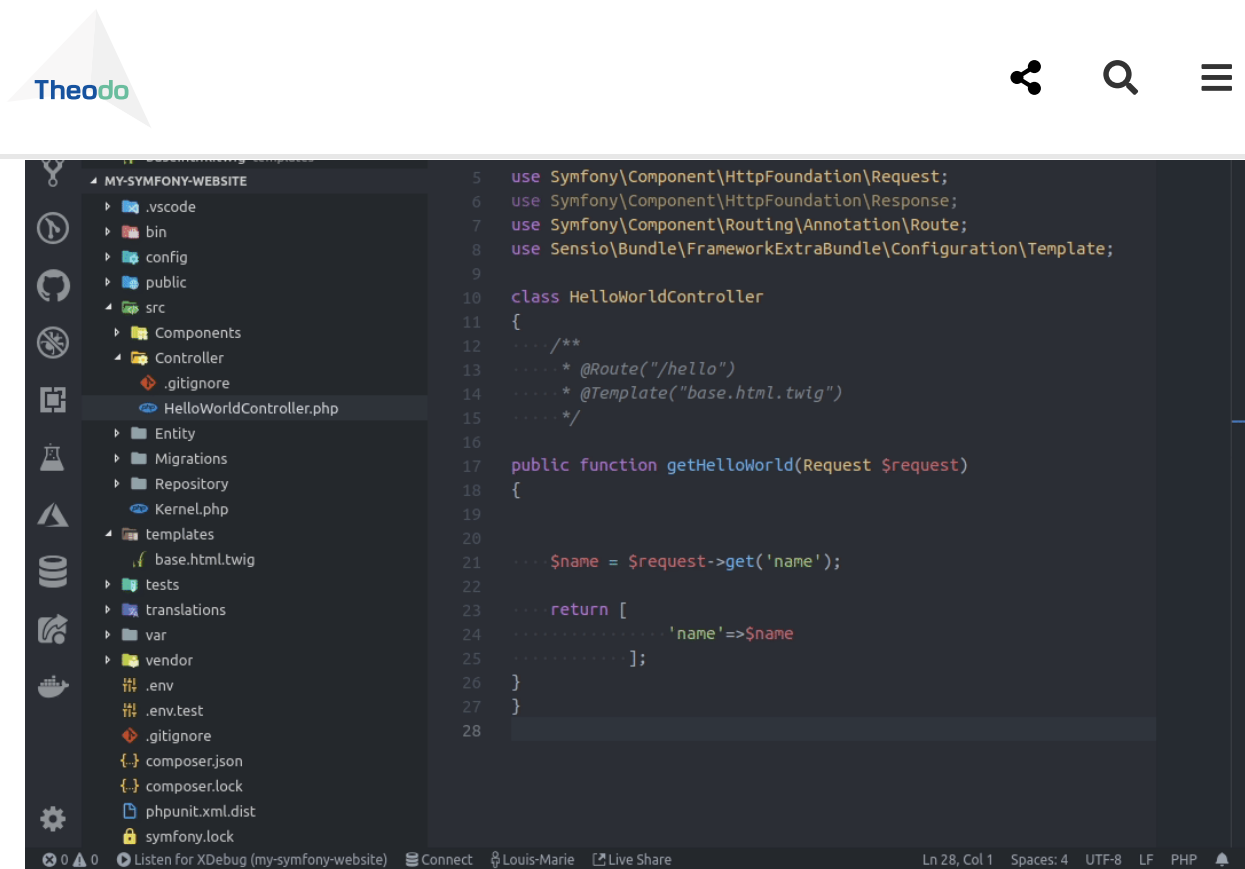 Theodo
MY-SYMFONY-WEBSITE
.vscode
bin
config
public
src
Components
Controller
.gitignore
HelloWorldController.php
Entity
Migrations
Repository
Kernel.php
templates
base.html.twig
tests
translations
var
vendor
.env
.env.test
.gitignore
composer.json
composer.lock
phpunit.xml.dist
symfony.lock
5 use Symfony\Component\HttpFoundation\Request;
6 use Symfony\Component\HttpFoundation\Response;
7 use Symfony\Component\Routing\Annotation\Route;
8 use Sensio\Bundle\FrameworkExtraBundle\Configuration\Template;
9
10 class HelloWorldController
11 {
12 /**
13 * @Route("/hello")
14 * @Template("base.html.twig")
15 */
16
17 public function getHelloWorld(Request $request)
18 {
19
20
21 $name = $request->get('name');
22
23 return [
24 'name'=>$name
25 ];
26 }
27 }
28
0 0 Listen for XDebug (my-symfony-website) Connect Louis-Marie Live Share Ln 28, Col 1 Spaces: 4 UTF-8 LF PHP